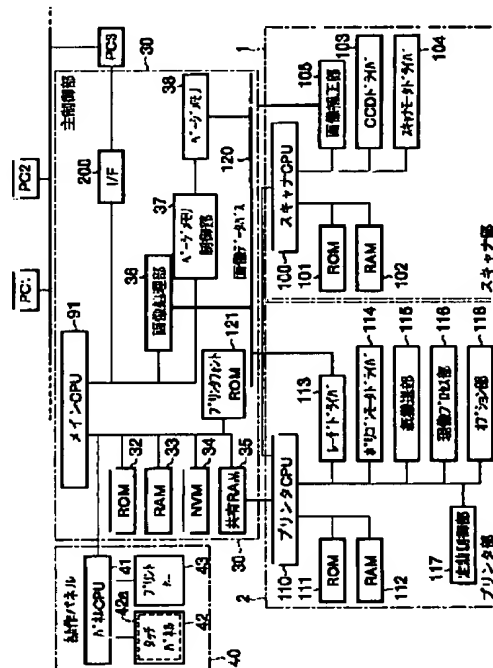 PC1
PC2
PC3
30
主制御部
200
I/F
38
ページメモリ
120
37
ページメモリ
制御部
36
画像処理部
画像データバス
91
メインCPU
121
プリンタフォント
ROM
ROM
32
RAM
33
NVM
34
共有RAM
35
30
操作パネル
パネルCPU
41
42a
プリント
キー
43
タッチ
パネル
42
40
1
104
103
105
画像補正部
CCDドライバ
スキャナモータドライバ
スキャナCPU
100
101
ROM
102
RAM
スキャナ部
2
プリンタCPU
110
111
ROM
112
RAM
113
レーザドライバ
114
ポリゴンモータドライバ
115
紙搬送部
116
現像プロセス部
118
オプション部
117
定着制御部
プリンタ部